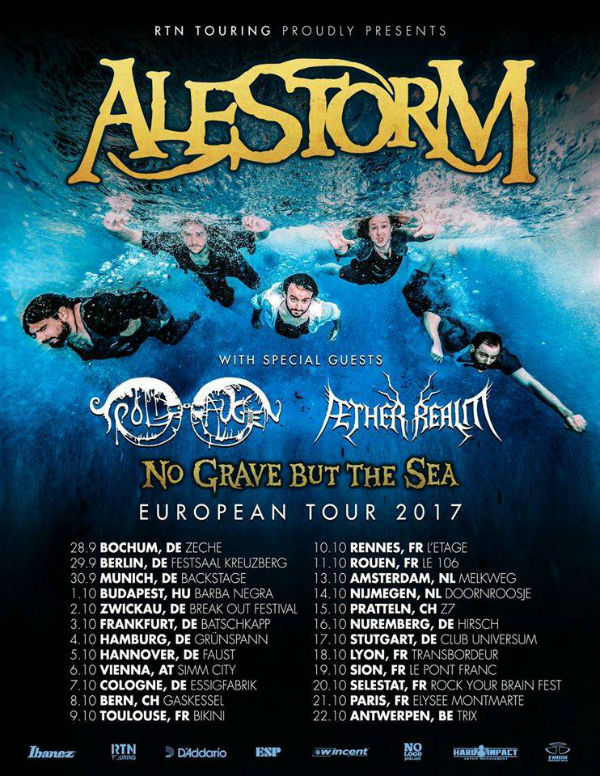 RTN TOURING PROUDLY PRESENTS
ALESTORM
WITH SPECIAL GUESTS
TROLLFEST
ÆTHER REALM
NO GRAVE BUT THE SEA
EUROPEAN TOUR 2017
28.9 BOCHUM, DE ZECHE
29.9 BERLIN, DE FESTSAAL KREUZBERG
30.9 MUNICH, DE BACKSTAGE
1.10 BUDAPEST, HU BARBA NEGRA
2.10 ZWICKAU, DE BREAK OUT FESTIVAL
3.10 FRANKFURT, DE BATSCHKAPP
4.10 HAMBURG, DE GRÜNSPANN
5.10 HANNOVER, DE FAUST
6.10 VIENNA, AT SIMM CITY
7.10 COLOGNE, DE ESSIGFABRIK
8.10 BERN, CH GASKESSEL
9.10 TOULOUSE, FR BIKINI
10.10 RENNES, FR L'ETAGE
11.10 ROUEN, FR LE 106
13.10 AMSTERDAM, NL MELKWEG
14.10 NIJMEGEN, NL DOORNROOSJE
15.10 PRATTELN, CH Z7
16.10 NUREMBERG, DE HIRSCH
17.10 STUTGART, DE CLUB UNIVERSUM
18.10 LYON, FR TRANSBORDEUR
19.10 SION, FR LE PONT FRANC
20.10 SELESTAT, FR ROCK YOUR BRAIN FEST
21.10 PARIS, FR ELYSEE MONTMARTE
22.10 ANTWERPEN, BE TRIX
Ibanez
RTN TOURING
D'Addario
ESP
wincent
NO LOGO
HARD IMPACT
ARTIST MANAGEMENT